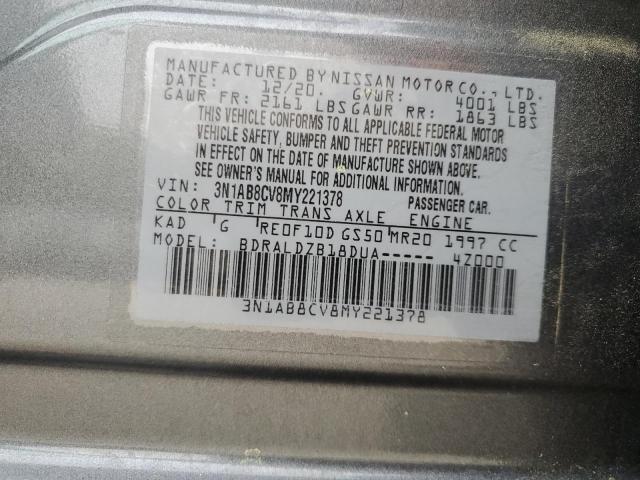 MANUFACTURED BY NISSAN MOTOR CO., LTD.
DATE: 12/20 GVWR: 4001 LBS
GAWR FR: 2161 LBS GAWR RR: 1863 LBS
THIS VEHICLE CONFORMS TO ALL APPLICABLE FEDERAL MOTOR
VEHICLE SAFETY, BUMPER AND THEFT PREVENTION STANDARDS
IN EFFECT ON THE DATE OF MANUFACTURE SHOWN ABOVE.
SEE OWNER'S MANUAL FOR ADDITIONAL INFORMATION.
VIN: 3N1AB8CV8MY221378 PASSENGER CAR.
COLOR TRIM TRANS AXLE ENGINE
KAD G RE0F10D GS50 MR20 1997 CC
MODEL: BDRALDZB18DUA----- 4Z000
3N1AB8CV8MY221378